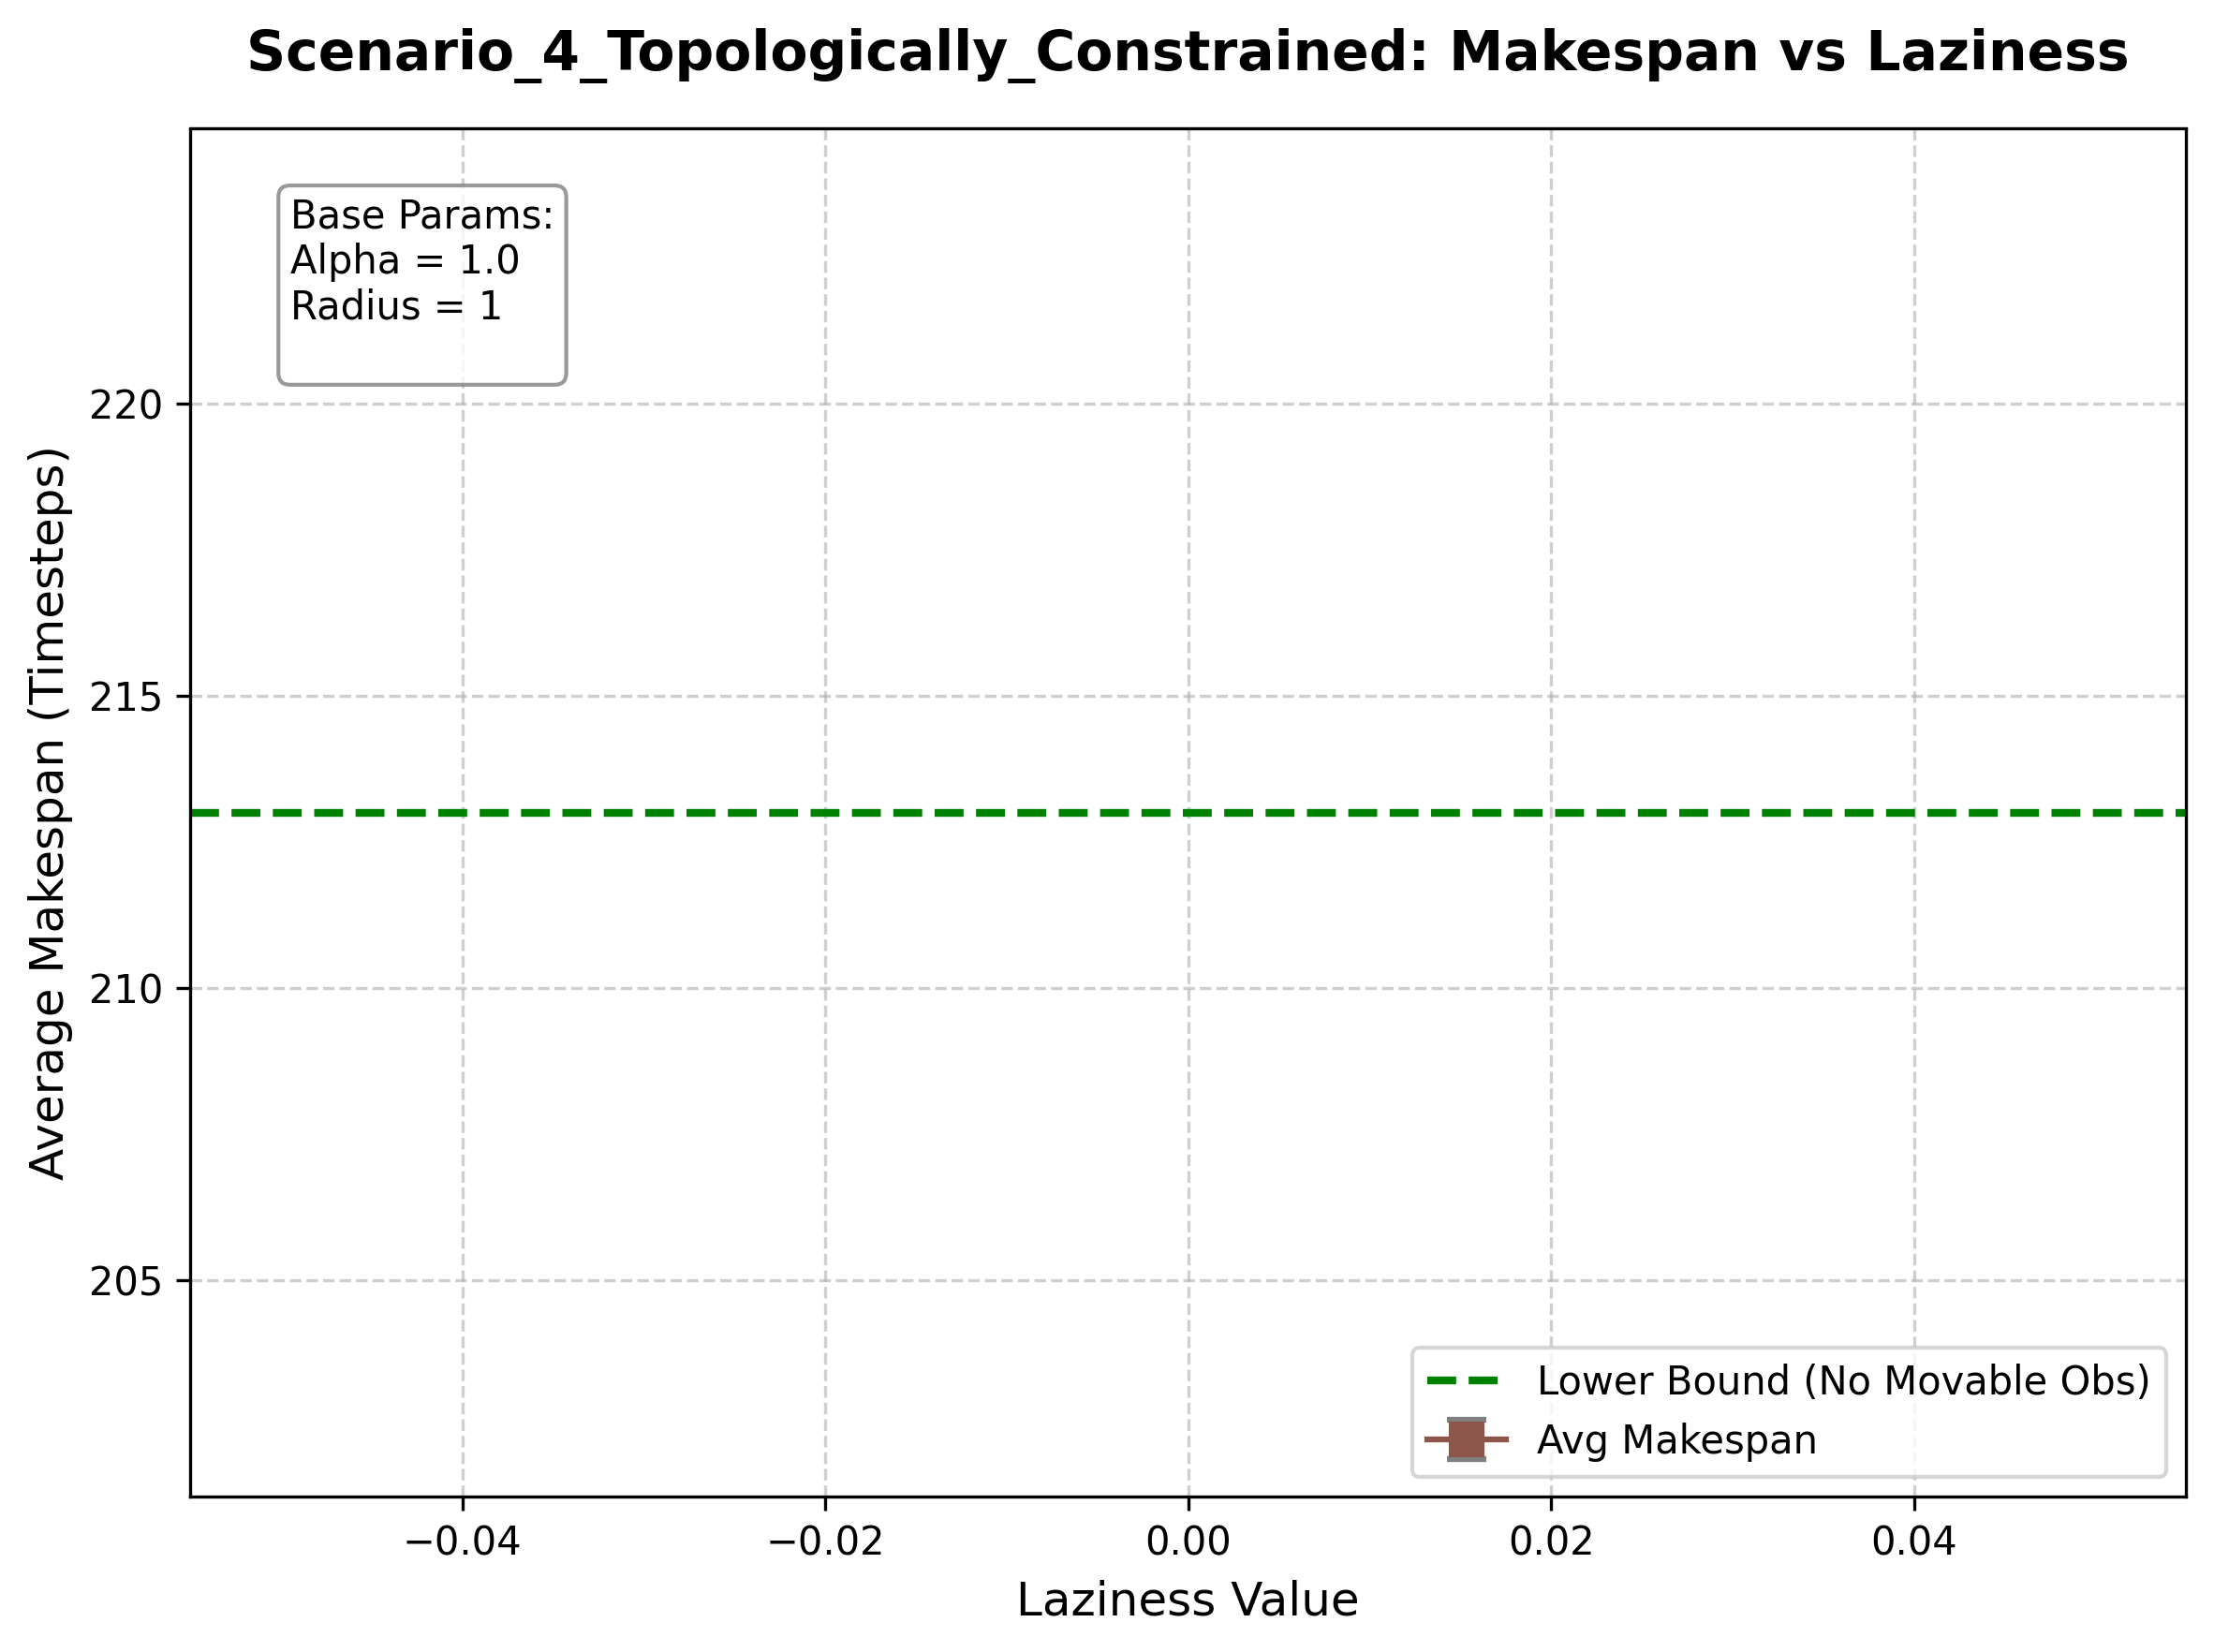 Scenario_4_Topologically_Constrained: Makespan vs Laziness
Base Params:
Alpha = 1.0
Radius = 1
Average Makespan (Timesteps)
220
215
210
205
Lower Bound (No Movable Obs)
Avg Makespan
−0.04
−0.02
0.00
0.02
0.04
Laziness Value